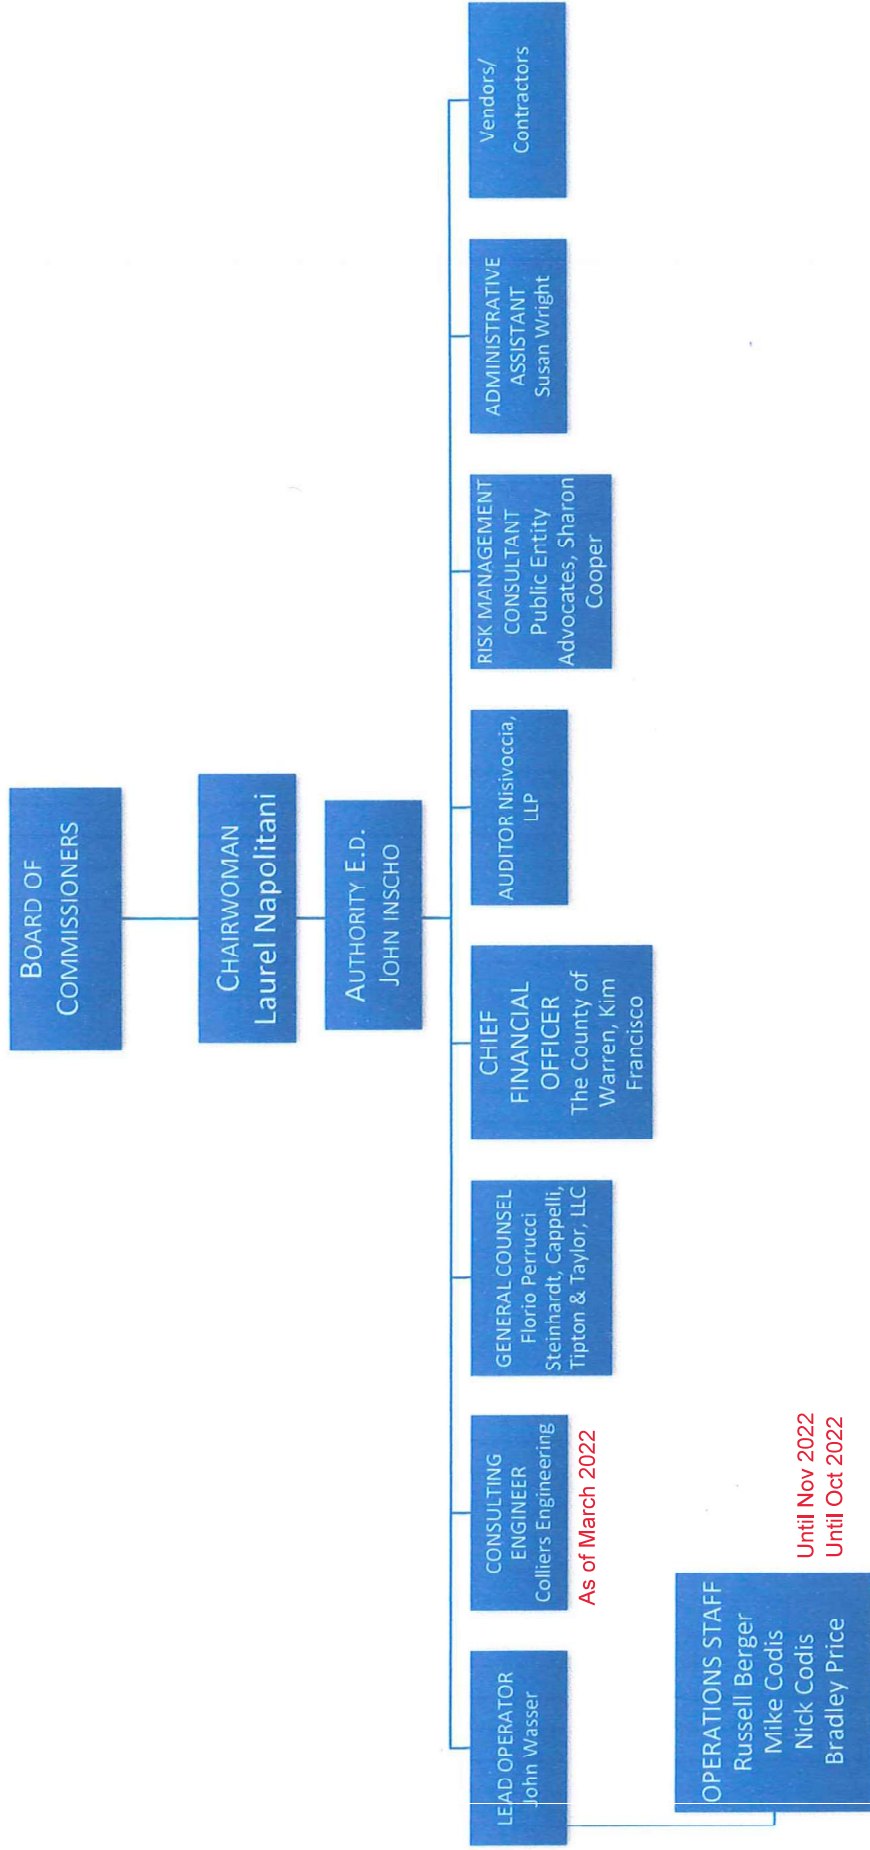 BOARD OF
COMMISSIONERS
CHAIRWOMAN
Laurel Napolitani
AUTHORITY E.D.
JOHN INSCHO
LEAD OPERATOR
John Wasser
CONSULTING
ENGINEER
Colliers Engineering
As of March 2022
GENERAL COUNSEL
Florio Perrucci
Steinhardt, Cappelli,
Tipton & Taylor, LLC
CHIEF
FINANCIAL
OFFICER
The County of
Warren, Kim
Francisco
AUDITOR Nisivoccia,
LLP
RISK MANAGEMENT
CONSULTANT
Public Entity
Advocates, Sharon
Cooper
ADMINISTRATIVE
ASSISTANT
Susan Wright
Vendors/
Contractors
OPERATIONS STAFF
Russell Berger
Mike Codis
Nick Codis Until Nov 2022
Bradley Price Until Oct 2022